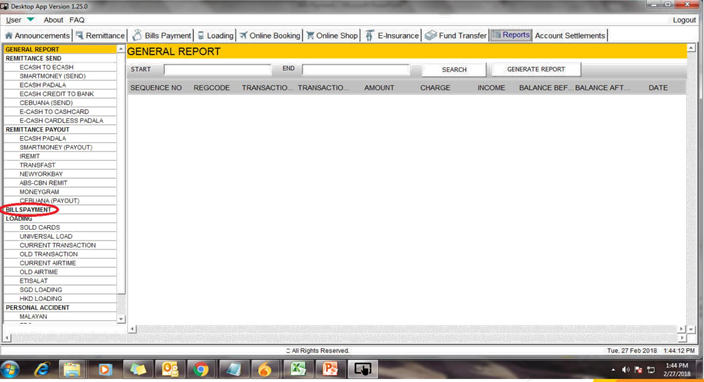 Desktop App Version 1.25.0
User About FAQ Logout
Announcements Remittance Bills Payment Loading Online Booking Online Shop E-Insurance Fund Transfer Reports Account Settlements
GENERAL REPORT
REMITTANCE SEND
ECASH TO ECASH
SMARTMONEY (SEND)
ECASH PADALA
ECASH CREDIT TO BANK
CEBUANA (SEND)
E-CASH TO CASHCARD
E-CASH CARDLESS PADALA
REMITTANCE PAYOUT
ECASH PADALA
SMARTMONEY (PAYOUT)
IREMIT
TRANSFAST
NEWYORKBAY
ABS-CBN REMIT
MONEYGRAM
CEBUANA (PAYOUT)
BILLSPAYMENT
LOADING
SOLD CARDS
UNIVERSAL LOAD
CURRENT TRANSACTION
OLD TRANSACTION
CURRENT AIRTIME
OLD AIRTIME
ETISALAT
SGD LOADING
HKD LOADING
PERSONAL ACCIDENT
MALAYAN
GENERAL REPORT
START END SEARCH GENERATE REPORT
SEQUENCE NO REGCODE TRANSACTIO... TRANSACTIO... AMOUNT CHARGE INCOME BALANCE BEF... BALANCE AFT... DATE
All Rights Reserved. Tue, 27 Feb 2018 1:44:12 PM
1:44 PM
2/27/2018